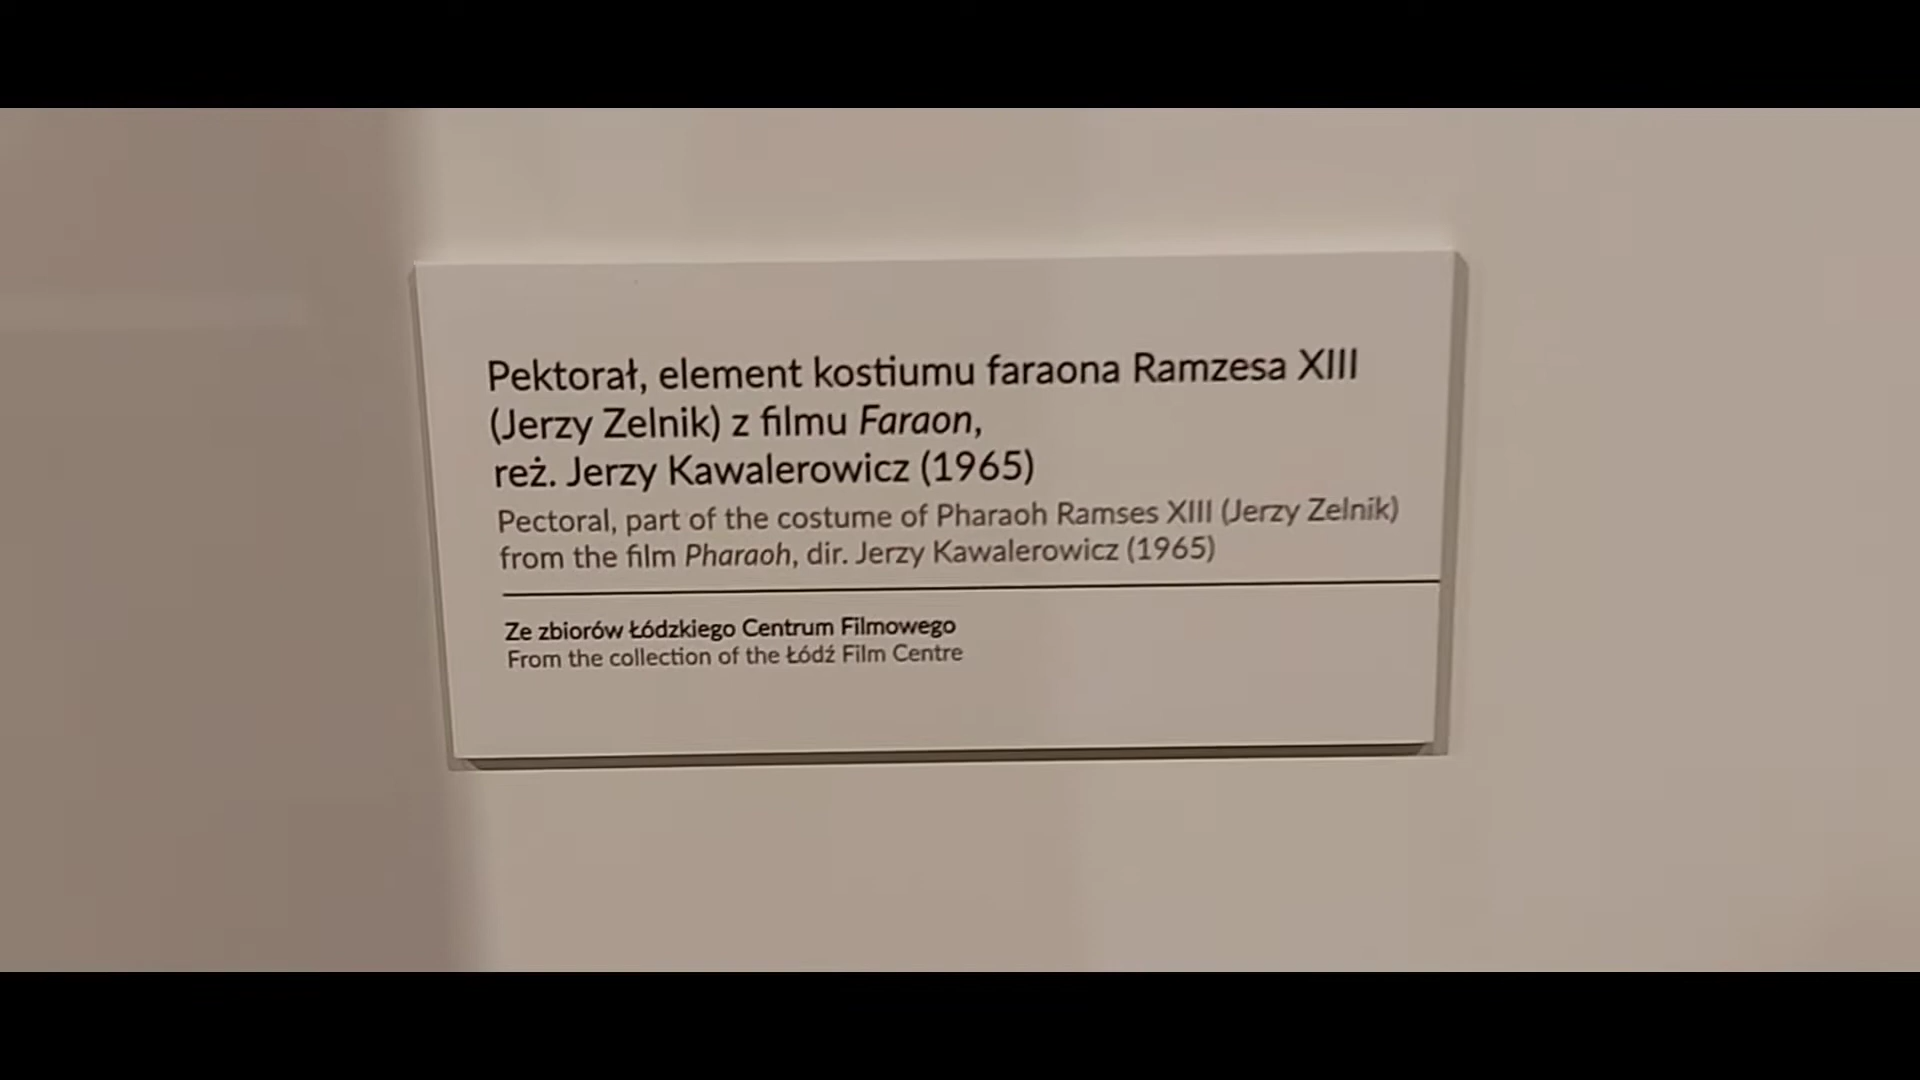 Pektorał, element kostiumu faraona Ramzesa XIII
(Jerzy Zelnik) z filmu Faraon,
reż. Jerzy Kawalerowicz (1965)
Pectoral, part of the costume of Pharaoh Ramses XIII (Jerzy Zelnik)
from the film Pharaoh, dir. Jerzy Kawalerowicz (1965)
Ze zbiorów Łódzkiego Centrum Filmowego
From the collection of the Łódź Film Centre